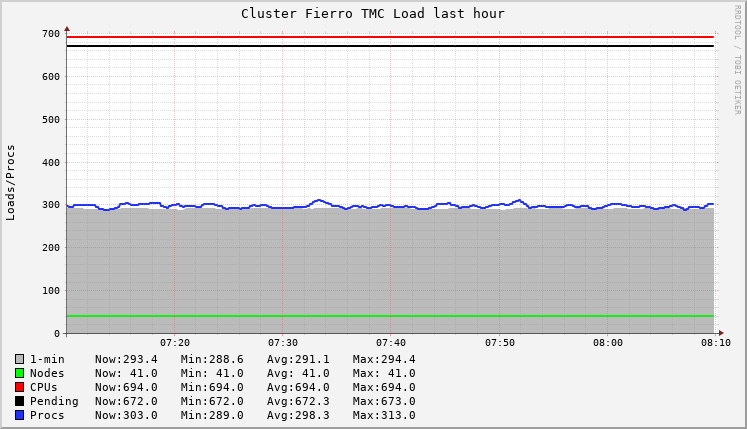 Cluster Fierro TMC Load last hour
RRDTOOL / TOBI OETIKER
Loads/Procs
700
600
500
400
300
200
100
0
07:20 07:30 07:40 07:50 08:00 08:10
1-min Now:293.4 Min:288.6 Avg:291.1 Max:294.4
Nodes Now: 41.0 Min: 41.0 Avg: 41.0 Max: 41.0
CPUs Now:694.0 Min:694.0 Avg:694.0 Max:694.0
Pending Now:672.0 Min:672.0 Avg:672.3 Max:673.0
Procs Now:303.0 Min:289.0 Avg:298.3 Max:313.0